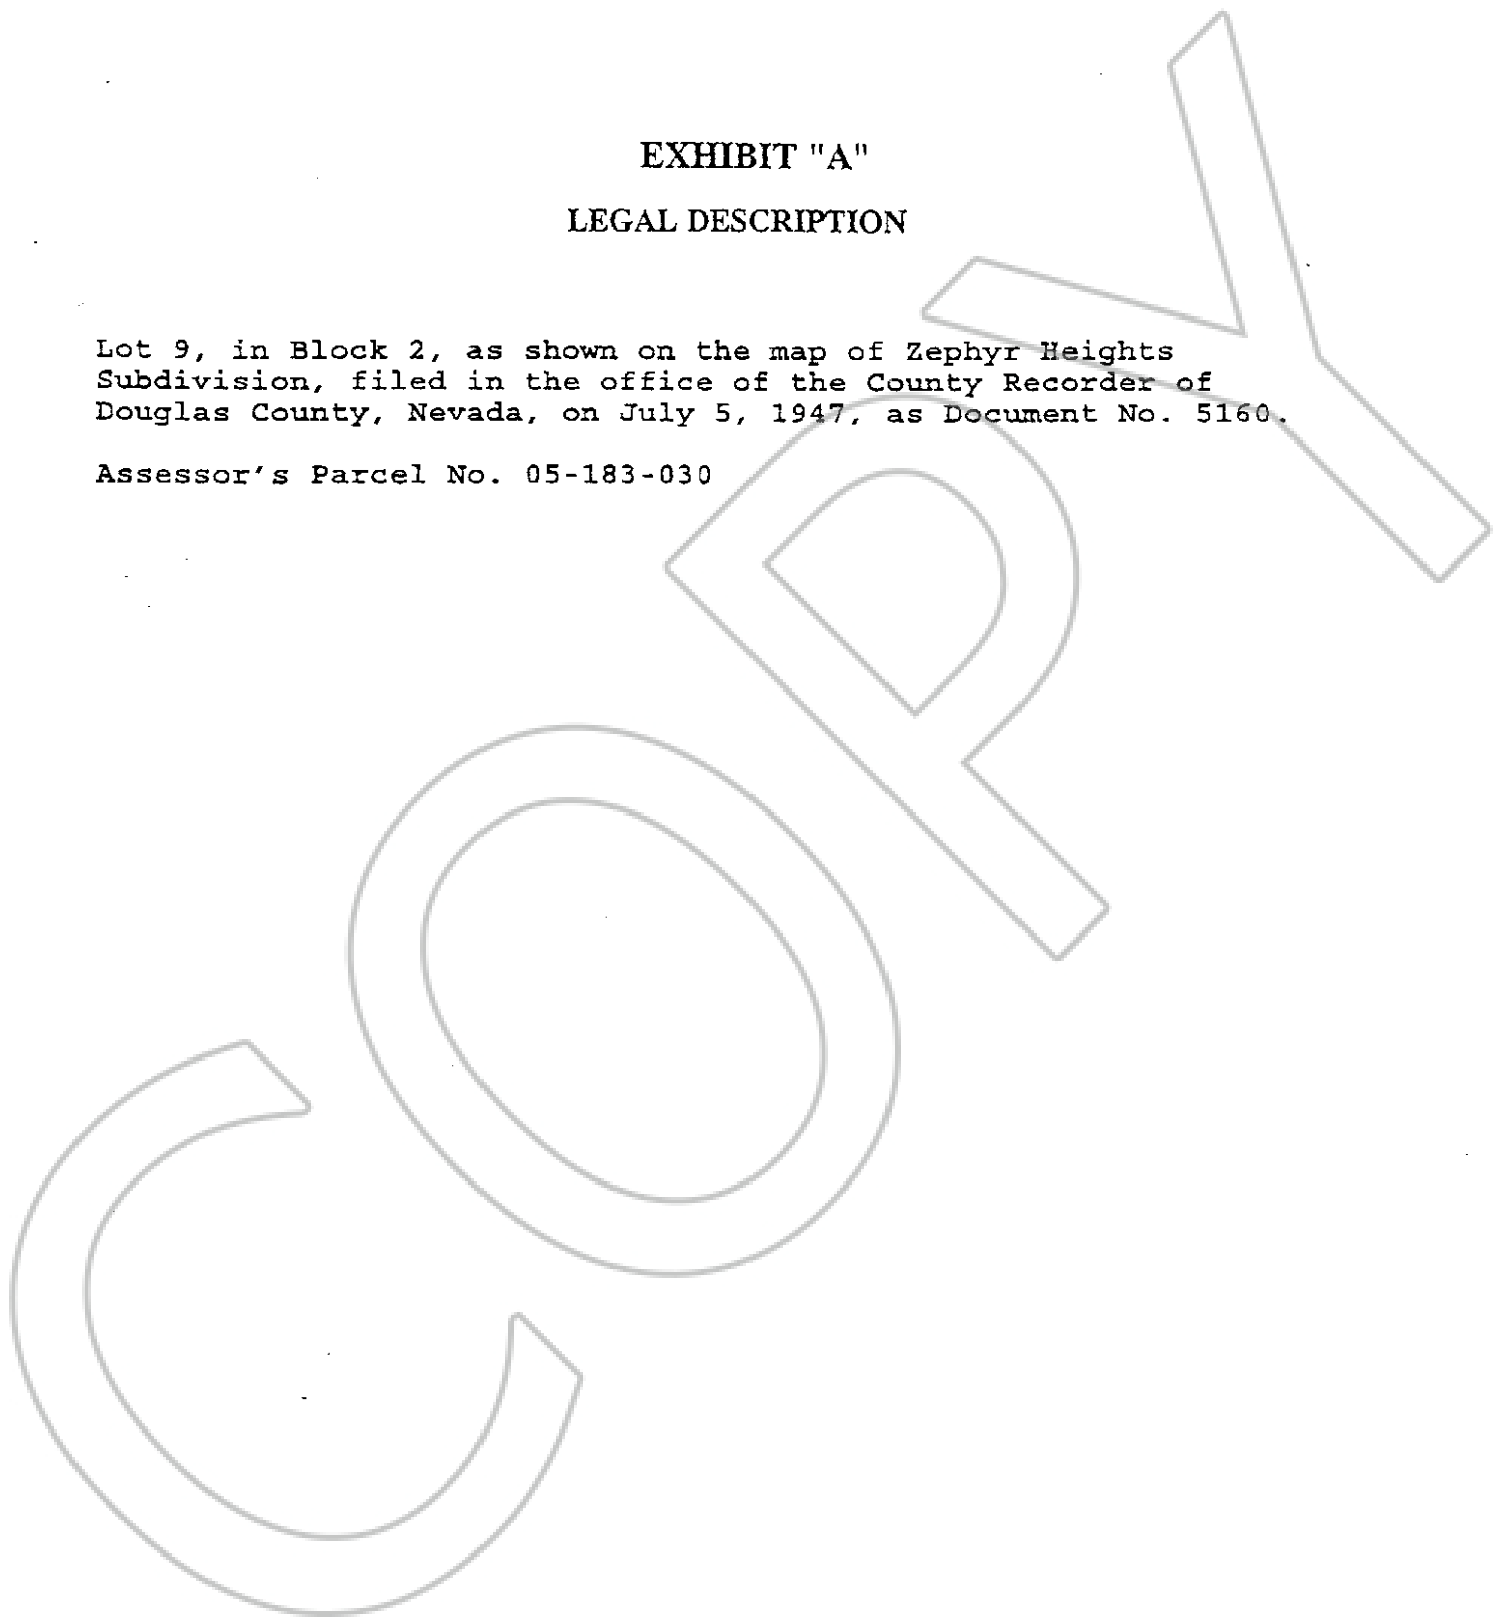 EXHIBIT "A"
LEGAL DESCRIPTION
Lot 9, in Block 2, as shown on the map of Zephyr Heights
Subdivision, filed in the office of the County Recorder of
Douglas County, Nevada, on July 5, 1947, as Document No. 5160.
Assessor's Parcel No. 05-183-030
COPY